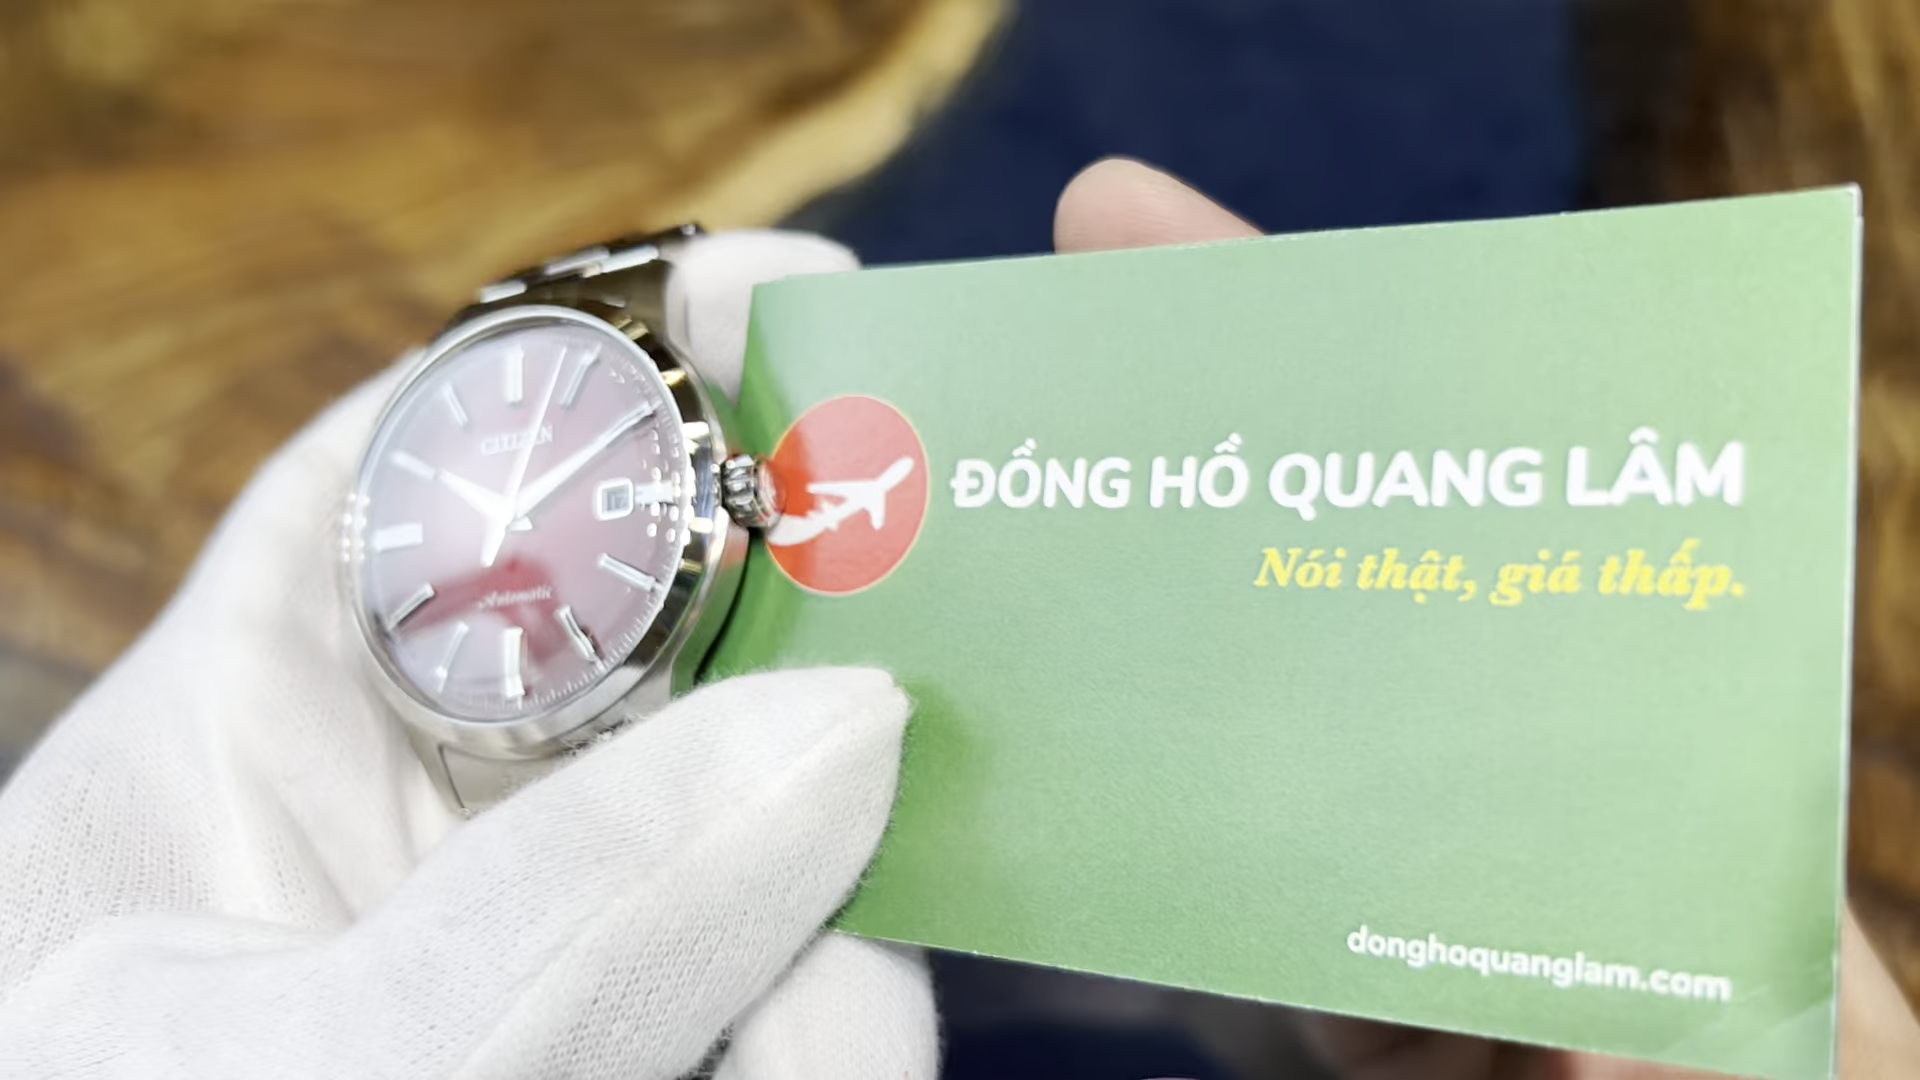 CITIZEN
Automatic
ĐỒNG HỒ QUANG LÂM
Nói thật, giá thấp.
donghoquanglam.com